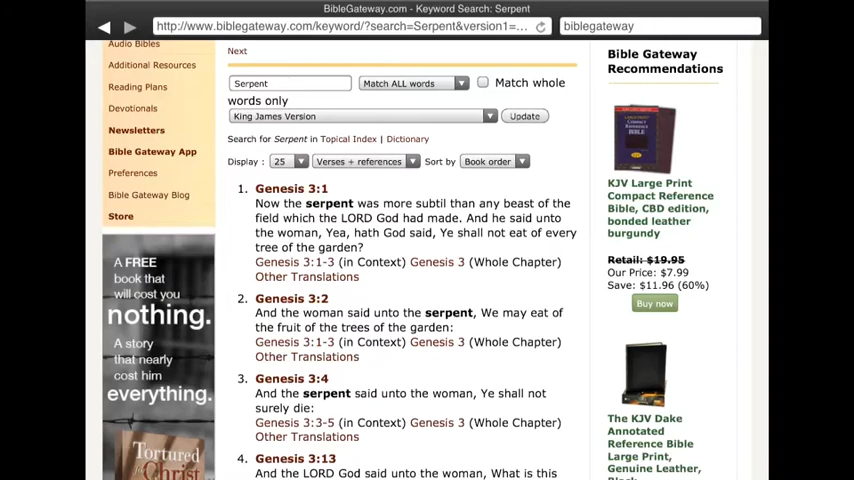 BibleGateway.com - Keyword Search: Serpent
http://www.biblegateway.com/keyword/?search=Serpent&version1=...
biblegateway
Audio Bibles
Additional Resources
Reading Plans
Devotionals
Newsletters
Bible Gateway App
Preferences
Bible Gateway Blog
Store
A FREE
book that
will cost you
nothing.
A story
that nearly
cost him
everything.
Tortured
for Christ
Next
Serpent
Match ALL words
Match whole
words only
King James Version
Update
Search for Serpent in Topical Index | Dictionary
Display : 25 Verses + references Sort by Book order
1. Genesis 3:1
Now the serpent was more subtil than any beast of the
field which the LORD God had made. And he said unto
the woman, Yea, hath God said, Ye shall not eat of every
tree of the garden?
Genesis 3:1-3 (in Context) Genesis 3 (Whole Chapter)
Other Translations
2. Genesis 3:2
And the woman said unto the serpent, We may eat of
the fruit of the trees of the garden:
Genesis 3:1-3 (in Context) Genesis 3 (Whole Chapter)
Other Translations
3. Genesis 3:4
And the serpent said unto the woman, Ye shall not
surely die:
Genesis 3:3-5 (in Context) Genesis 3 (Whole Chapter)
Other Translations
4. Genesis 3:13
And the LORD God said unto the woman, What is this
Bible Gateway
Recommendations
KJV Large Print
Compact Reference
Bible, CBD edition,
bonded leather
burgundy
Retail: $19.95
Our Price: $7.99
Save: $11.96 (60%)
Buy now
The KJV Dake
Annotated
Reference Bible
Large Print,
Genuine Leather,